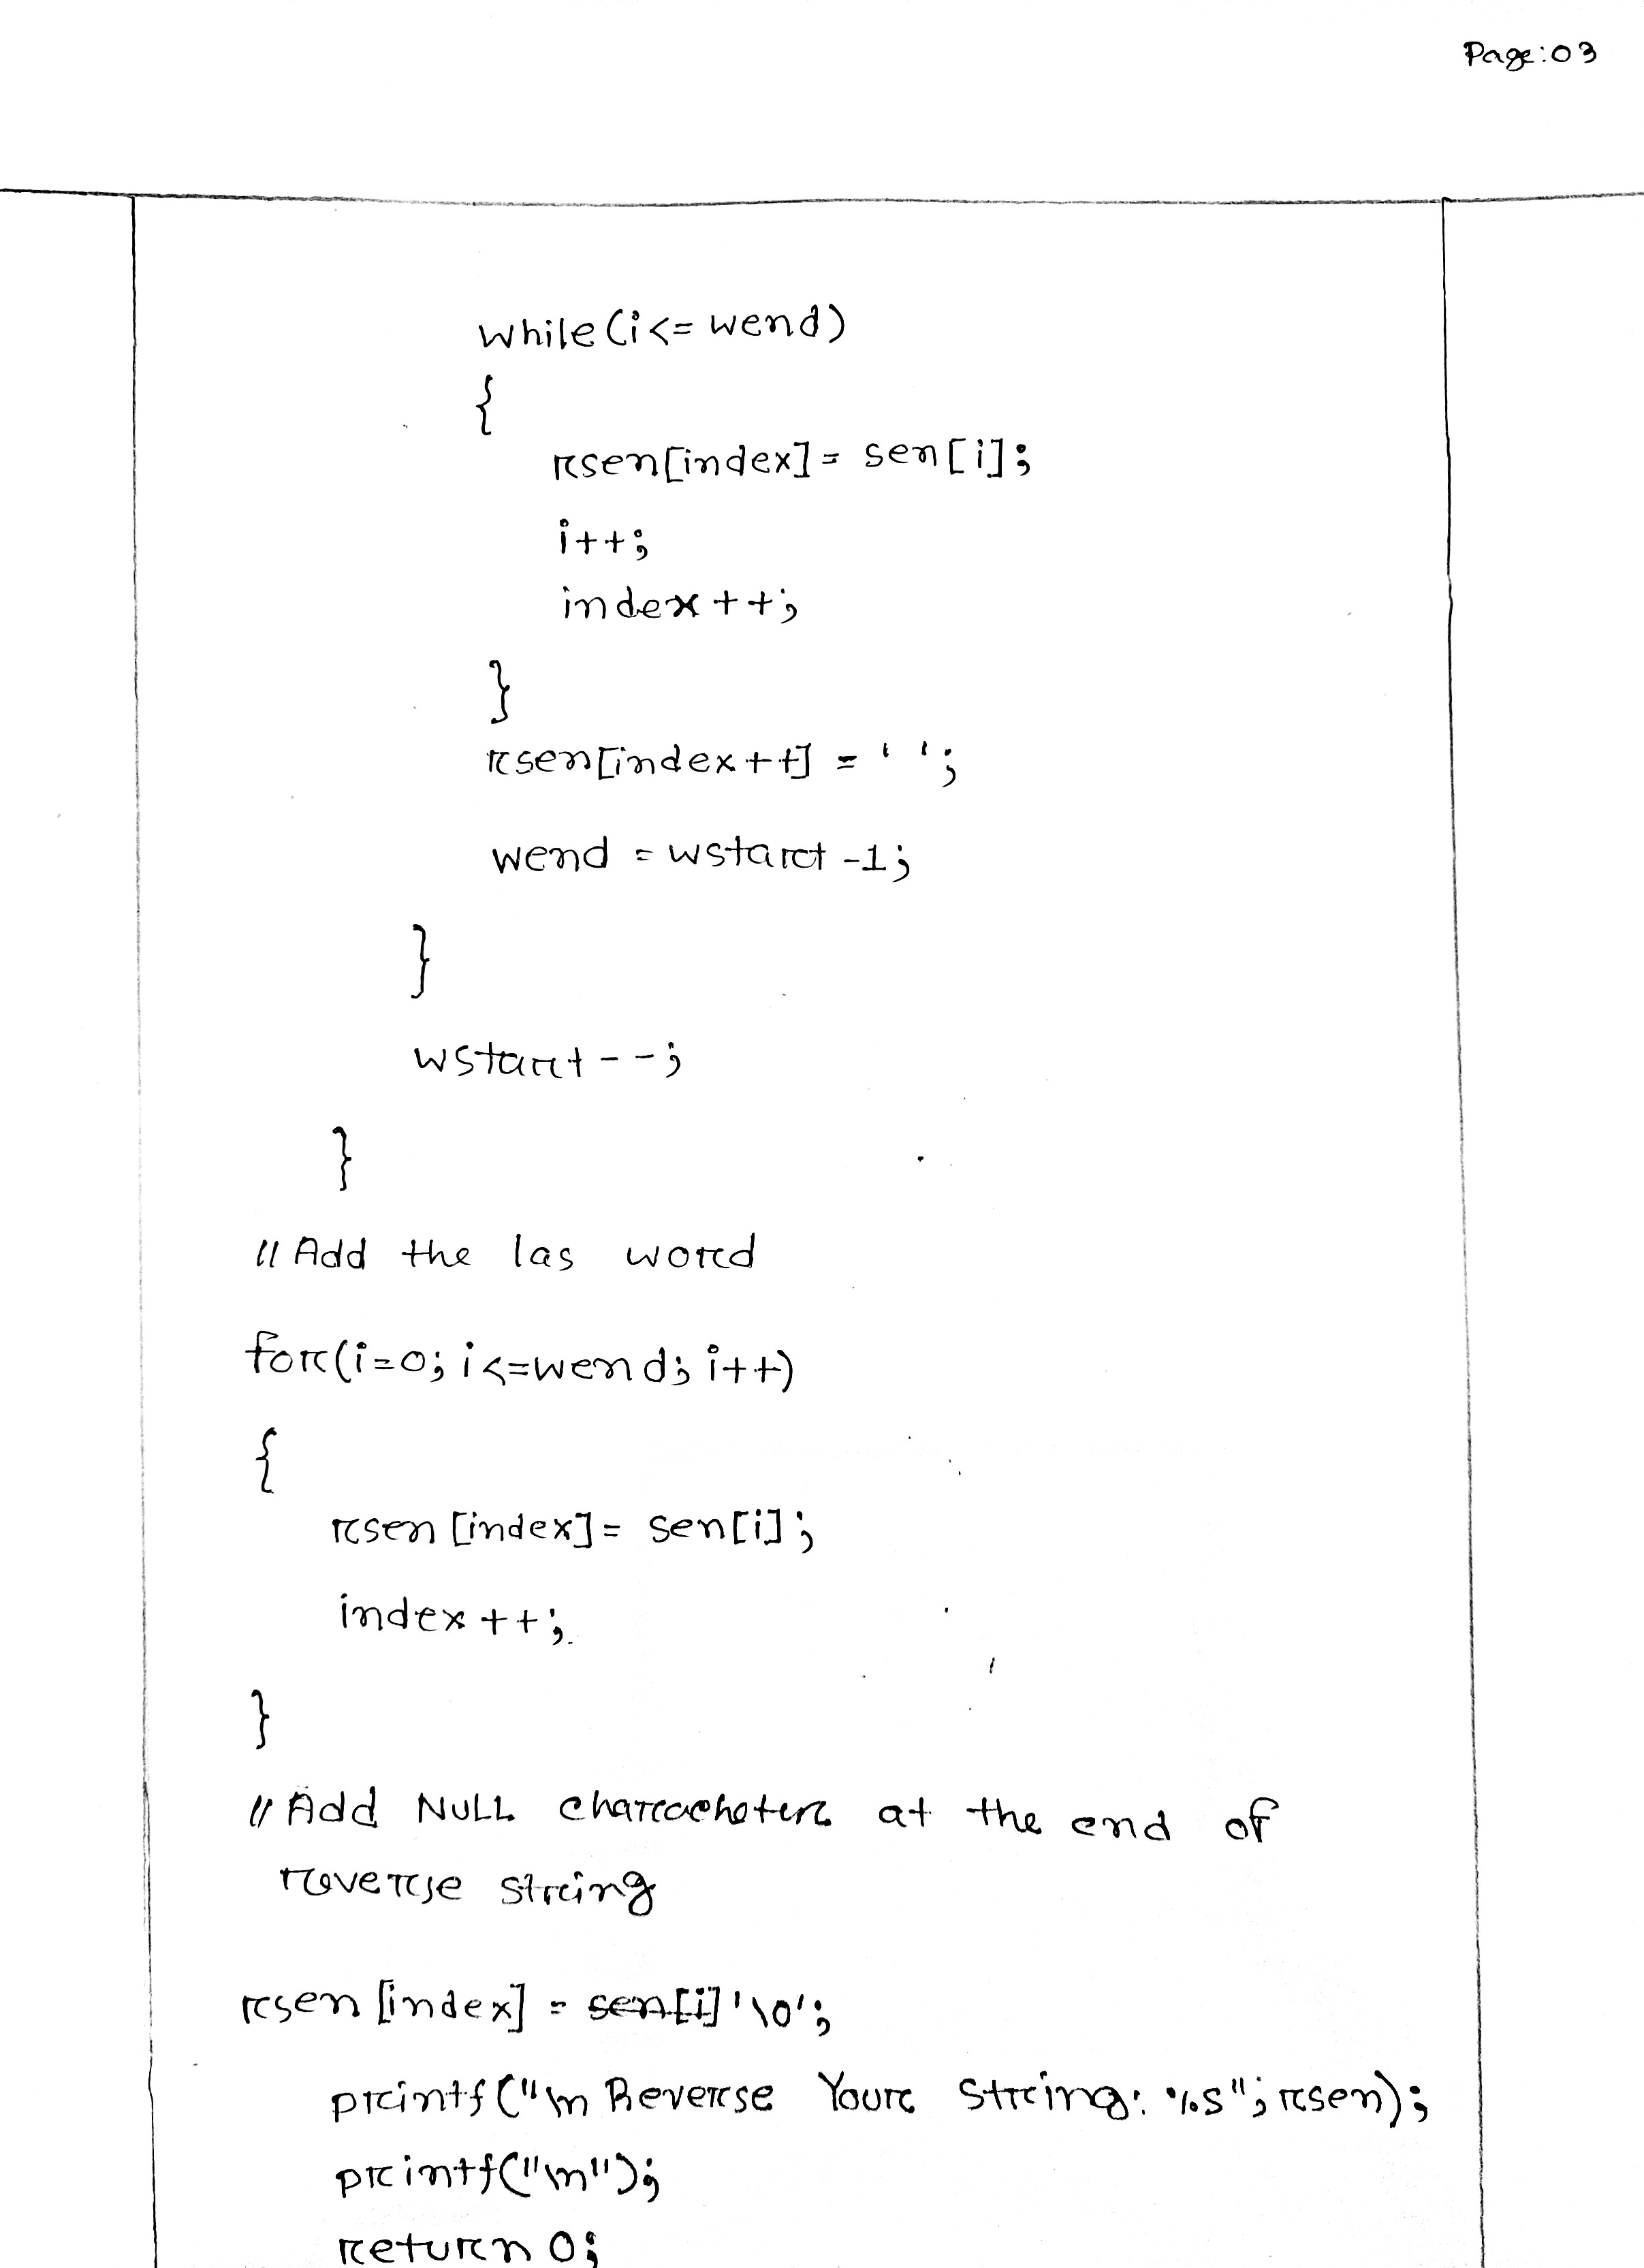 Page:03
while(i<= wend)
{
rsen[index]= sen[i];
i++;
index++;
}
rsen[index++] = ' ';
wend = wstart -1;
}
wstart--;
}
// Add the las word
for(i=0; i<=wend; i++)
{
rsen [index]= sen[i];
index++;
}
// Add NULL at the end of
reverse string
rsen [index] = sen[i] '\0';
printf("\n Reverse Your String: %s"; rsen);
printf("\n");
return 0;